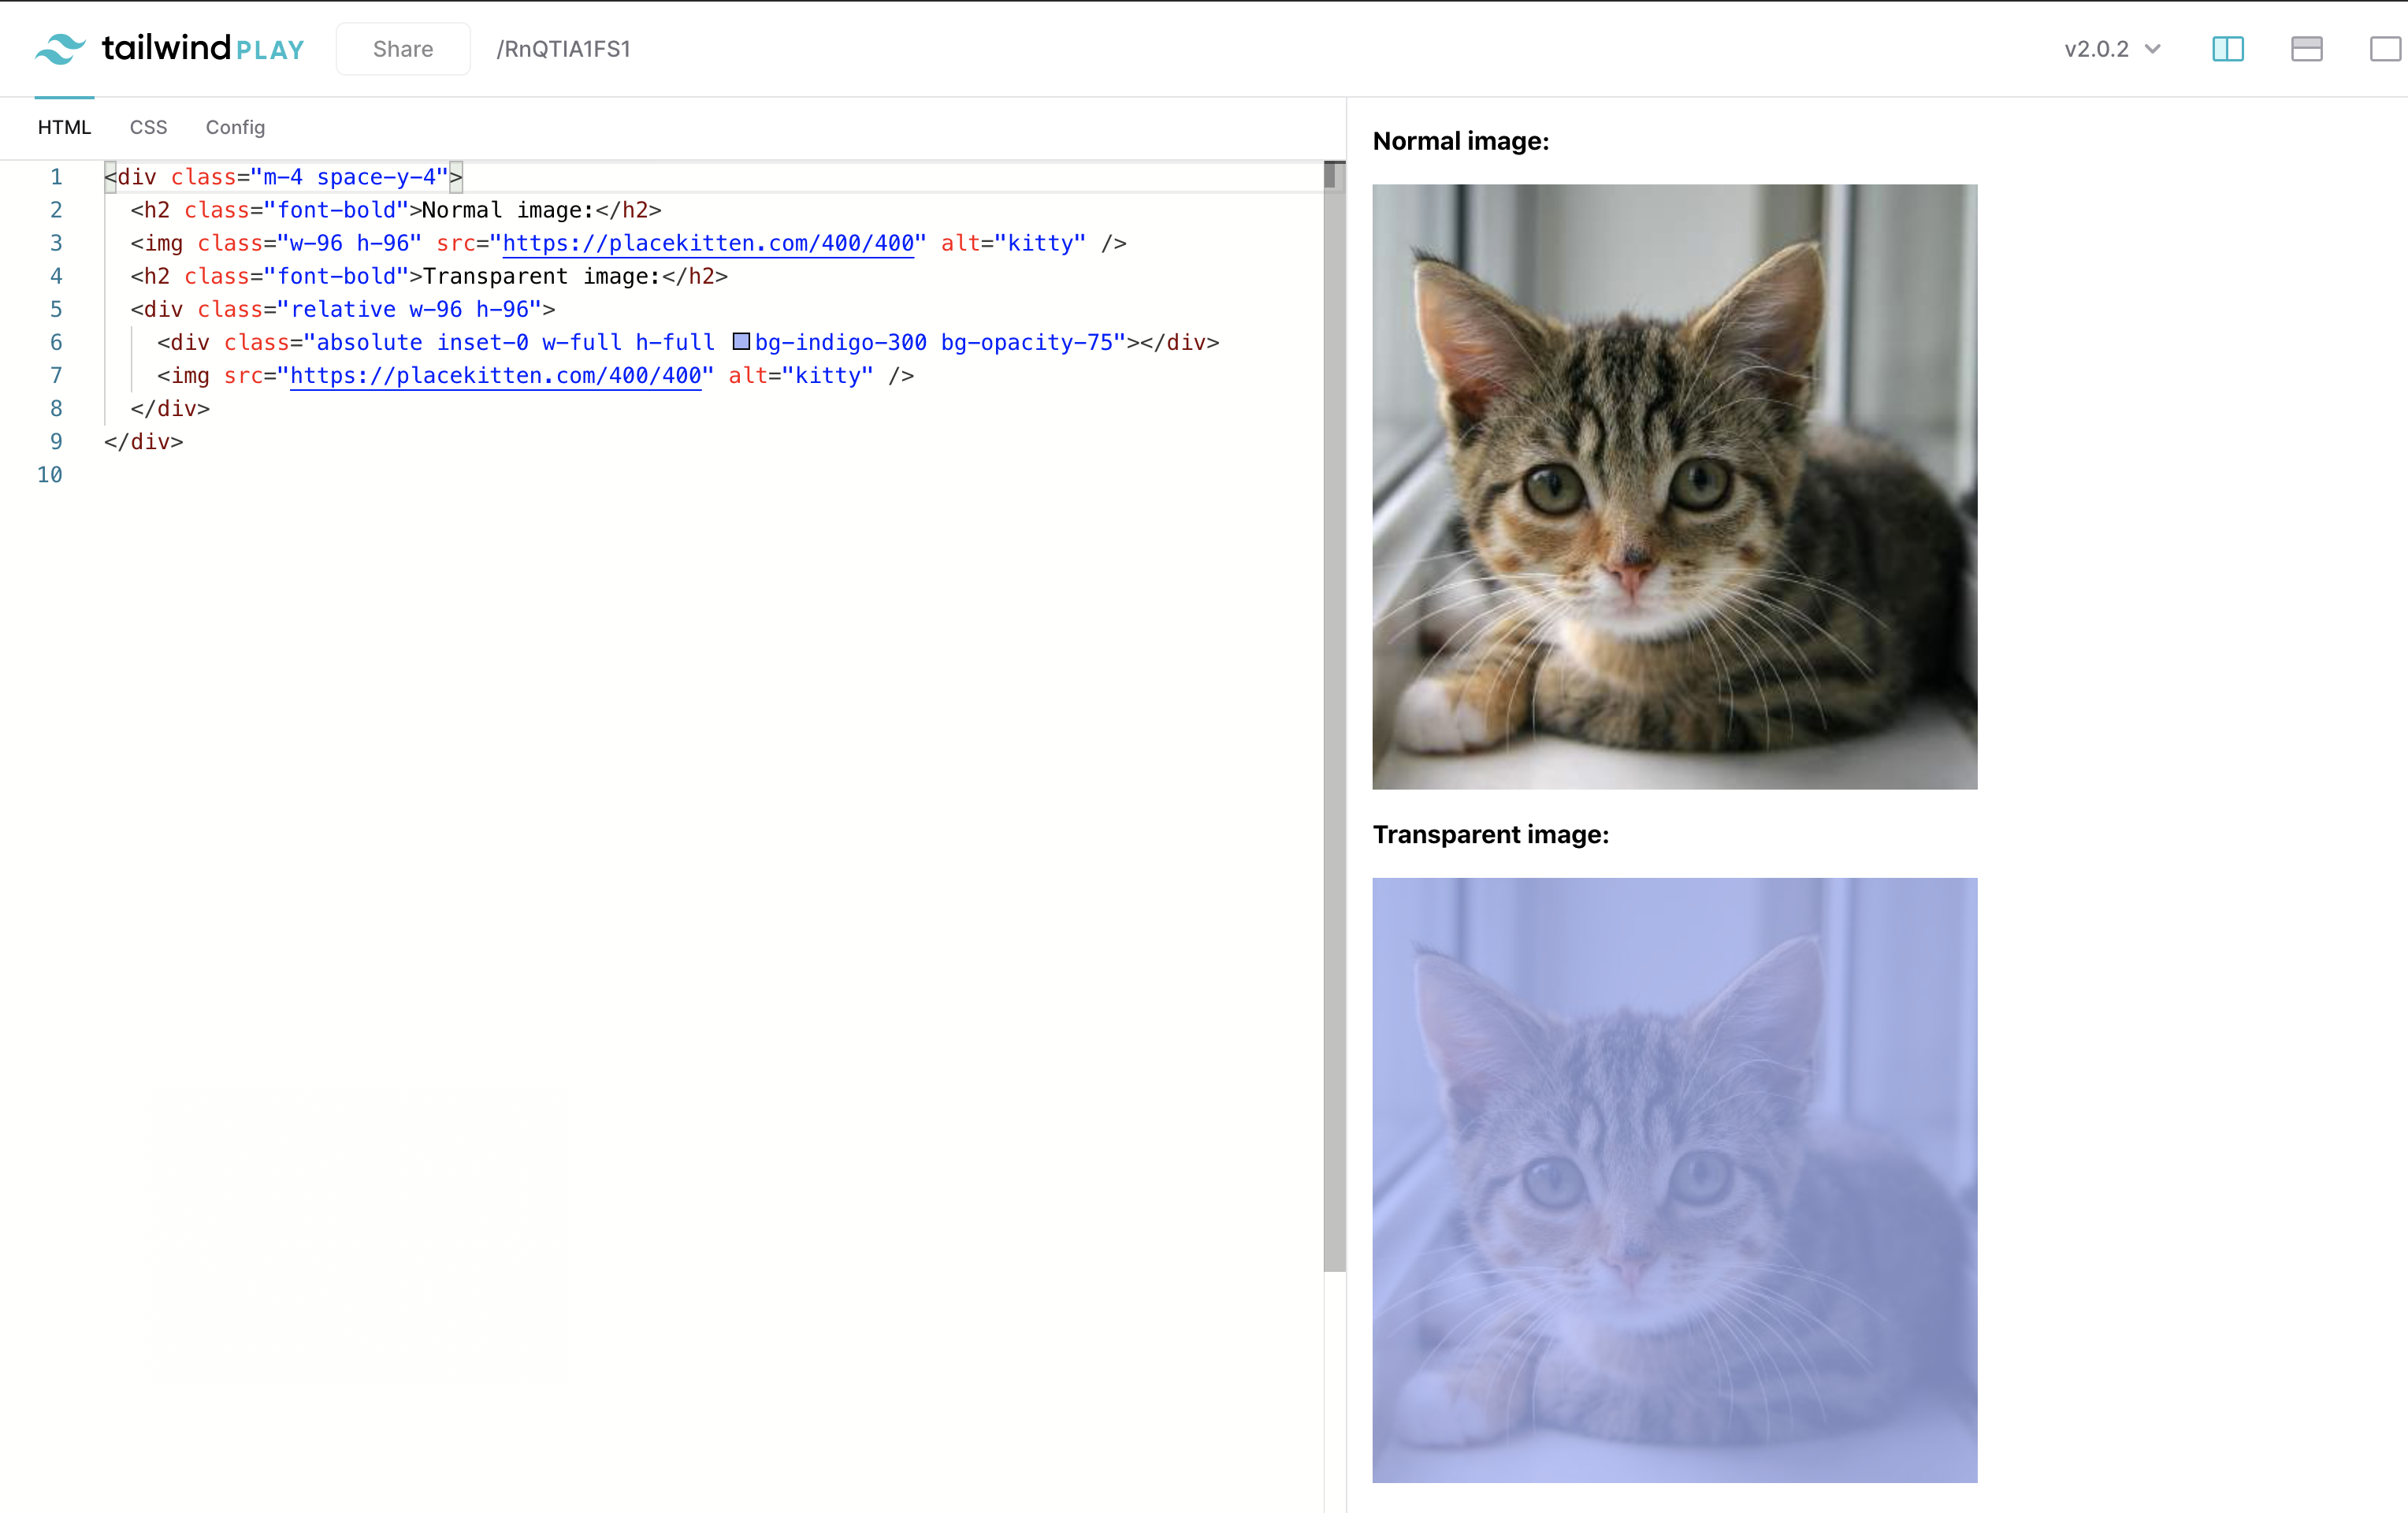 tailwind PLAY Share /RnQTIA1FS1 v2.0.2
HTML CSS Config
1 <div class="m-4 space-y-4">
2 <h2 class="font-bold">Normal image:</h2>
3 <img class="w-96 h-96" src="https://placekitten.com/400/400" alt="kitty" />
4 <h2 class="font-bold">Transparent image:</h2>
5 <div class="relative w-96 h-96">
6 <div class="absolute inset-0 w-full h-full bg-indigo-300 bg-opacity-75"></div>
7 <img src="https://placekitten.com/400/400" alt="kitty" />
8 </div>
9 </div>
10
Normal image:
Transparent image: